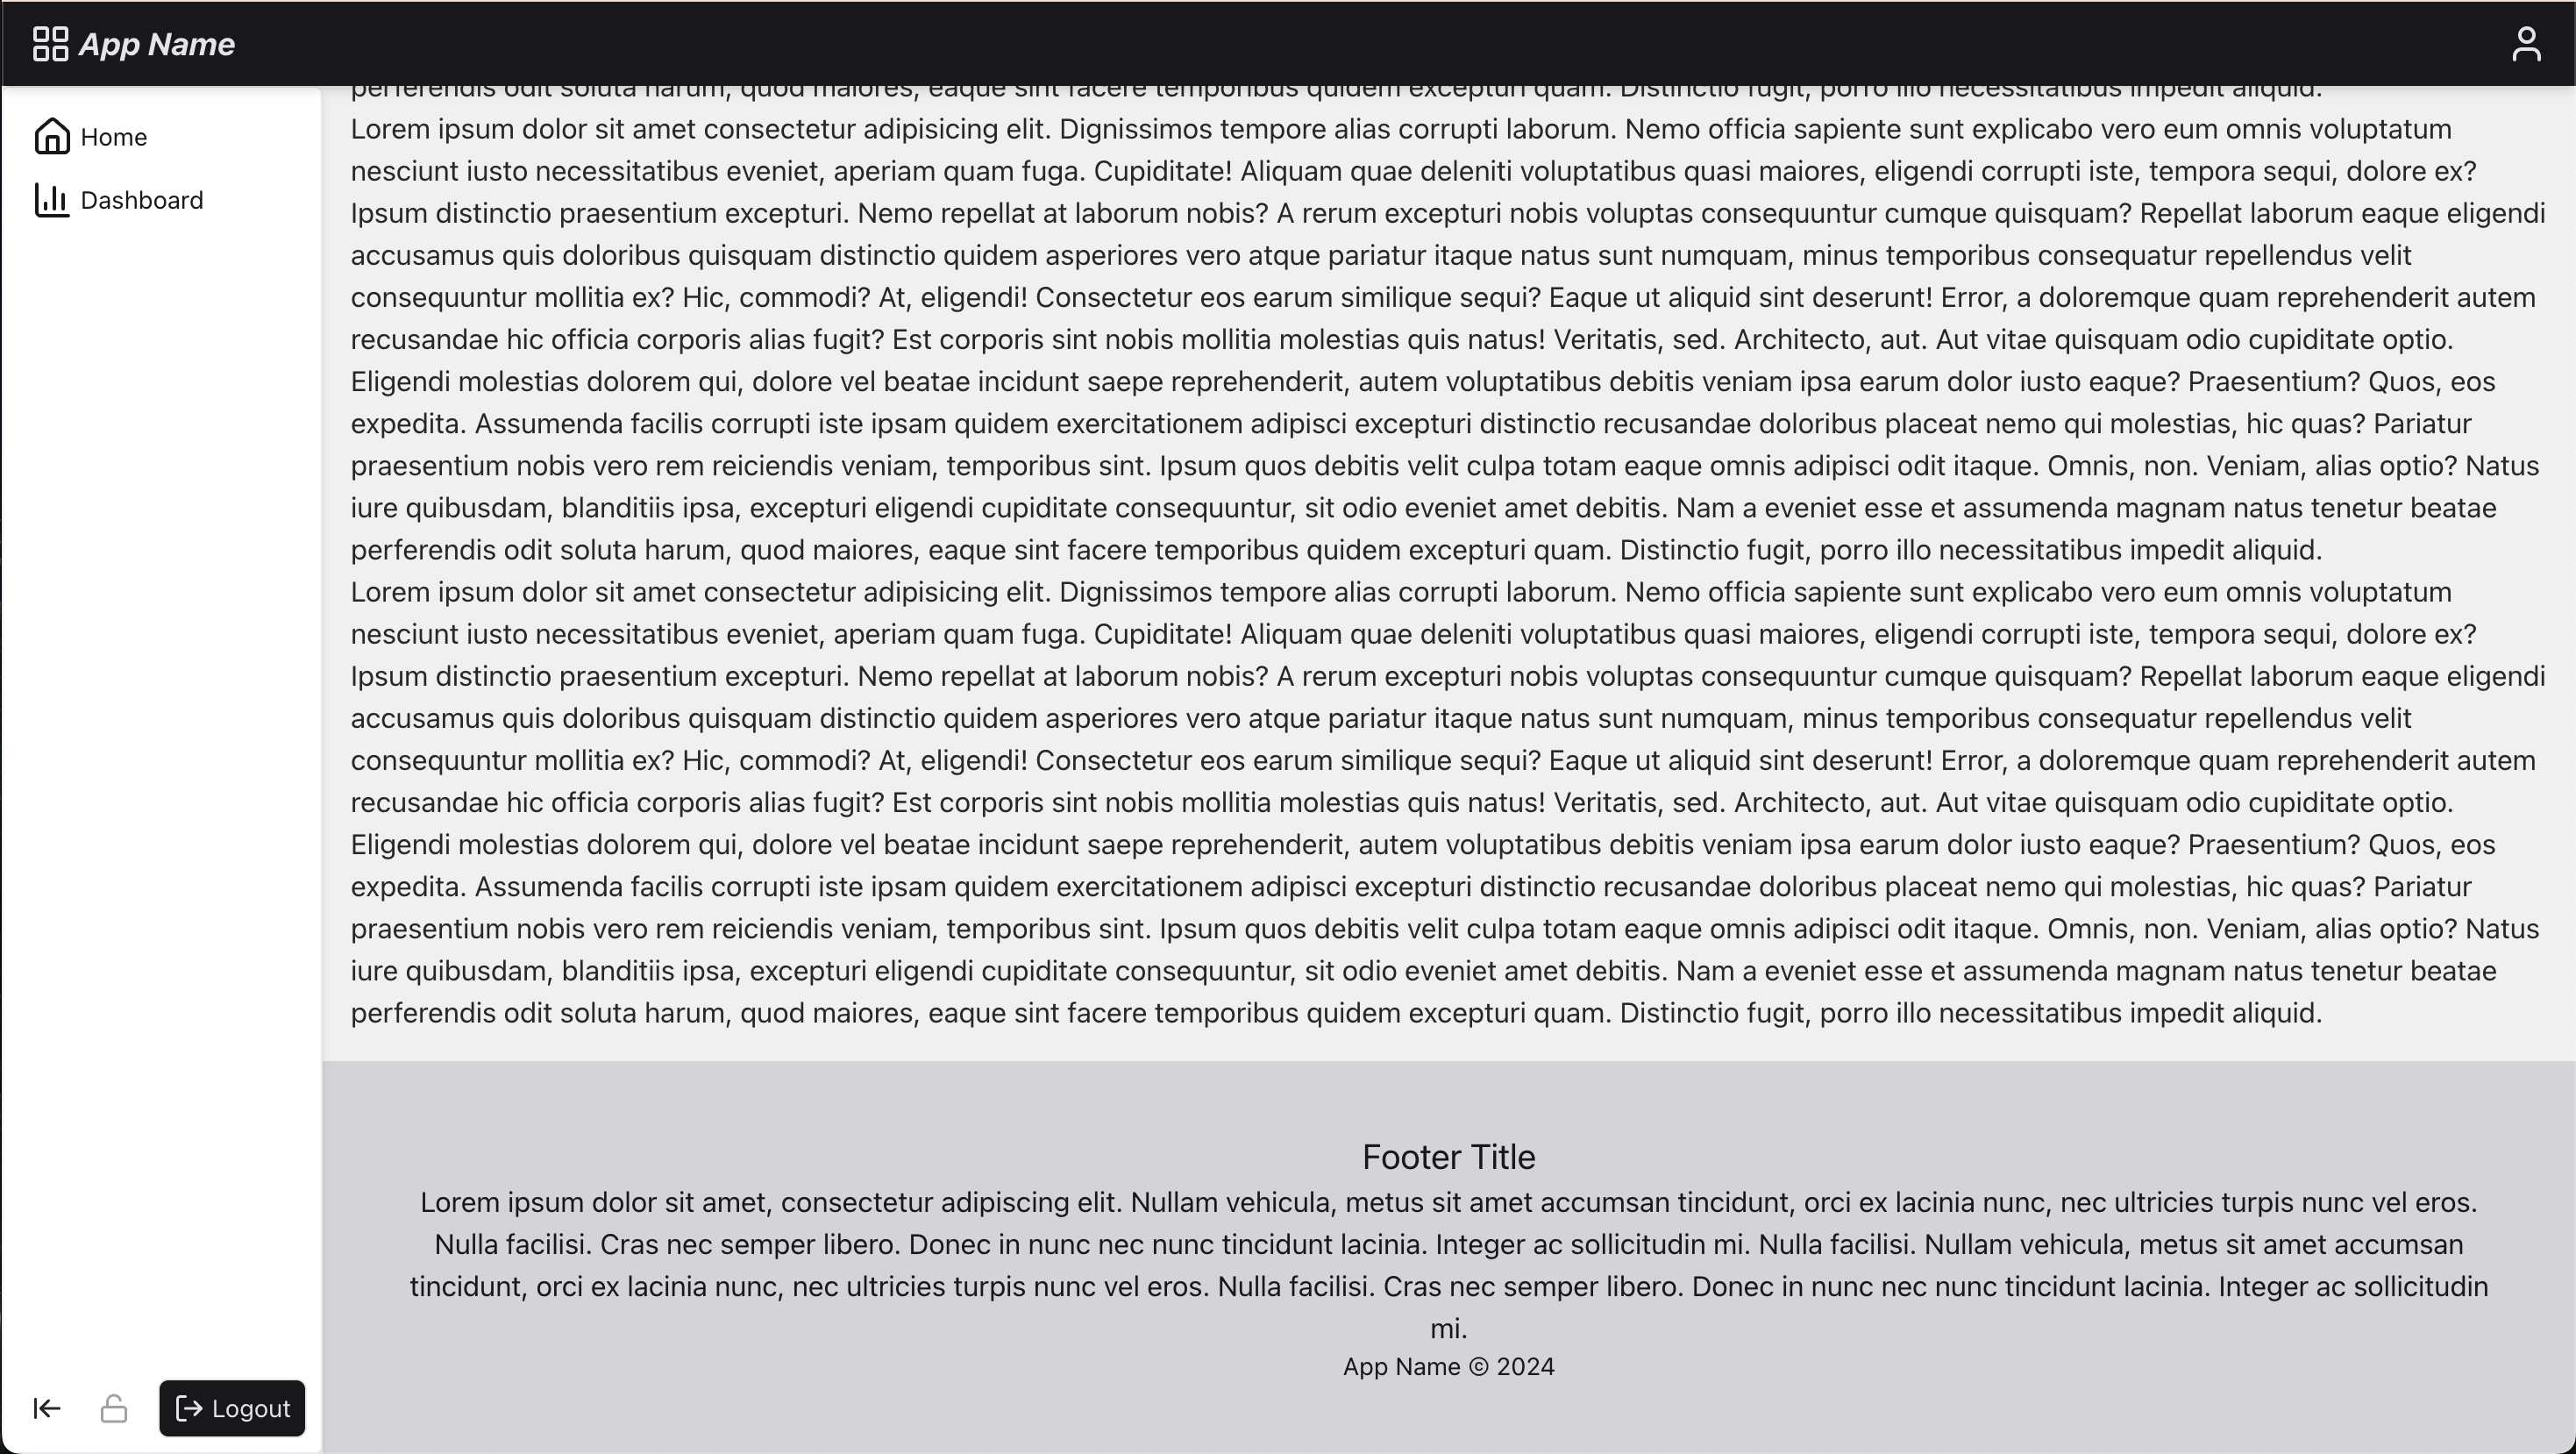 App Name
Home
Dashboard
perferendis odit soluta harum, quod maiores, eaque sint facere temporibus quidem excepturi quam. Distinctio fugit, porro illo necessitatibus impedit aliquid.
Lorem ipsum dolor sit amet consectetur adipisicing elit. Dignissimos tempore alias corrupti laborum. Nemo officia sapiente sunt explicabo vero eum omnis voluptatum
nesciunt iusto necessitatibus eveniet, aperiam quam fuga. Cupiditate! Aliquam quae deleniti voluptatibus quasi maiores, eligendi corrupti iste, tempora sequi, dolore ex?
Ipsum distinctio praesentium excepturi. Nemo repellat at laborum nobis? A rerum excepturi nobis voluptas consequuntur cumque quisquam? Repellat laborum eaque eligendi
accusamus quis doloribus quisquam distinctio quidem asperiores vero atque pariatur itaque natus sunt numquam, minus temporibus consequatur repellendus velit
consequuntur mollitia ex? Hic, commodi? At, eligendi! Consectetur eos earum similique sequi? Eaque ut aliquid sint deserunt! Error, a doloremque quam reprehenderit autem
recusandae hic officia corporis alias fugit? Est corporis sint nobis mollitia molestias quis natus! Veritatis, sed. Architecto, aut. Aut vitae quisquam odio cupiditate optio.
Eligendi molestias dolorem qui, dolore vel beatae incidunt saepe reprehenderit, autem voluptatibus debitis veniam ipsa earum dolor iusto eaque? Praesentium? Quos, eos
expedita. Assumenda facilis corrupti iste ipsam quidem exercitationem adipisci excepturi distinctio recusandae doloribus placeat nemo qui molestias, hic quas? Pariatur
praesentium nobis vero rem reiciendis veniam, temporibus sint. Ipsum quos debitis velit culpa totam eaque omnis adipisci odit itaque. Omnis, non. Veniam, alias optio? Natus
iure quibusdam, blanditiis ipsa, excepturi eligendi cupiditate consequuntur, sit odio eveniet amet debitis. Nam a eveniet esse et assumenda magnam natus tenetur beatae
perferendis odit soluta harum, quod maiores, eaque sint facere temporibus quidem excepturi quam. Distinctio fugit, porro illo necessitatibus impedit aliquid.
Lorem ipsum dolor sit amet consectetur adipisicing elit. Dignissimos tempore alias corrupti laborum. Nemo officia sapiente sunt explicabo vero eum omnis voluptatum
nesciunt iusto necessitatibus eveniet, aperiam quam fuga. Cupiditate! Aliquam quae deleniti voluptatibus quasi maiores, eligendi corrupti iste, tempora sequi, dolore ex?
Ipsum distinctio praesentium excepturi. Nemo repellat at laborum nobis? A rerum excepturi nobis voluptas consequuntur cumque quisquam? Repellat laborum eaque eligendi
accusamus quis doloribus quisquam distinctio quidem asperiores vero atque pariatur itaque natus sunt numquam, minus temporibus consequatur repellendus velit
consequuntur mollitia ex? Hic, commodi? At, eligendi! Consectetur eos earum similique sequi? Eaque ut aliquid sint deserunt! Error, a doloremque quam reprehenderit autem
recusandae hic officia corporis alias fugit? Est corporis sint nobis mollitia molestias quis natus! Veritatis, sed. Architecto, aut. Aut vitae quisquam odio cupiditate optio.
Eligendi molestias dolorem qui, dolore vel beatae incidunt saepe reprehenderit, autem voluptatibus debitis veniam ipsa earum dolor iusto eaque? Praesentium? Quos, eos
expedita. Assumenda facilis corrupti iste ipsam quidem exercitationem adipisci excepturi distinctio recusandae doloribus placeat nemo qui molestias, hic quas? Pariatur
praesentium nobis vero rem reiciendis veniam, temporibus sint. Ipsum quos debitis velit culpa totam eaque omnis adipisci odit itaque. Omnis, non. Veniam, alias optio? Natus
iure quibusdam, blanditiis ipsa, excepturi eligendi cupiditate consequuntur, sit odio eveniet amet debitis. Nam a eveniet esse et assumenda magnam natus tenetur beatae
perferendis odit soluta harum, quod maiores, eaque sint facere temporibus quidem excepturi quam. Distinctio fugit, porro illo necessitatibus impedit aliquid.
Footer Title
Lorem ipsum dolor sit amet, consectetur adipiscing elit. Nullam vehicula, metus sit amet accumsan tincidunt, orci ex lacinia nunc, nec ultricies turpis nunc vel eros.
Nulla facilisi. Cras nec semper libero. Donec in nunc nec nunc tincidunt lacinia. Integer ac sollicitudin mi. Nulla facilisi. Nullam vehicula, metus sit amet accumsan
tincidunt, orci ex lacinia nunc, nec ultricies turpis nunc vel eros. Nulla facilisi. Cras nec semper libero. Donec in nunc nec nunc tincidunt lacinia. Integer ac sollicitudin
mi.
App Name © 2024
Logout